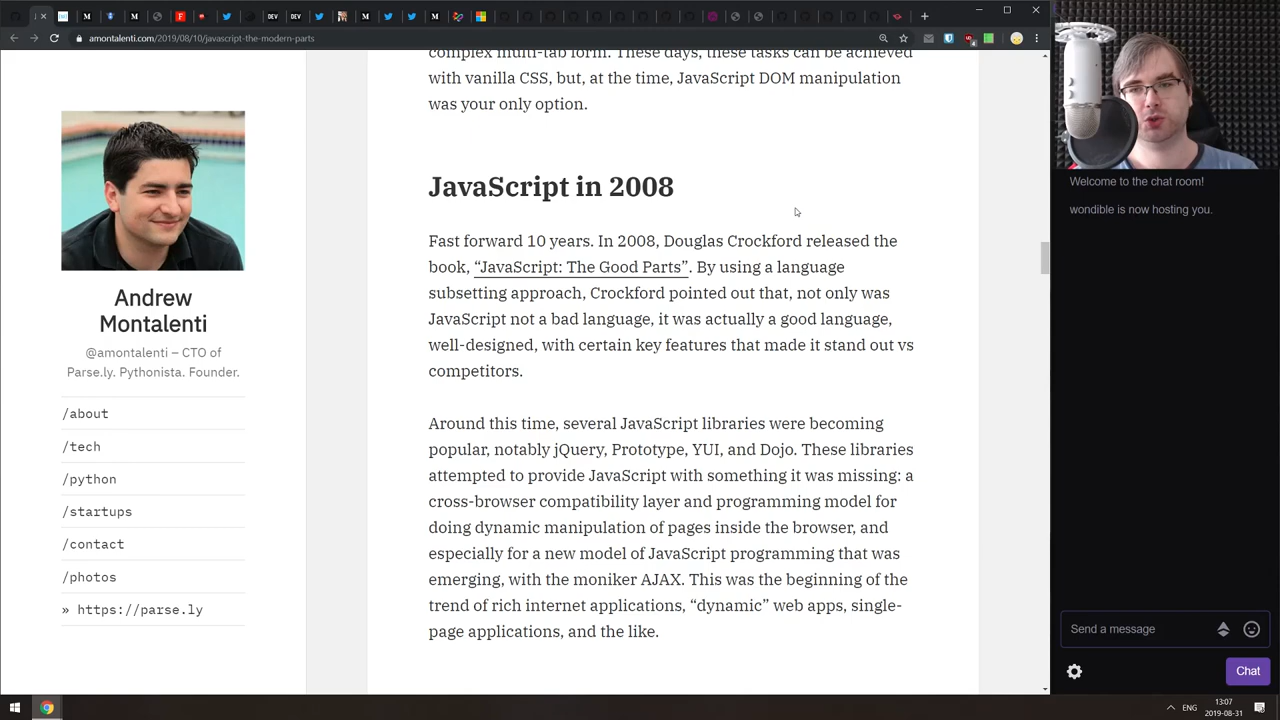 amontalenti.com/2019/08/10/javascript-the-modern-parts
complex multi-tab form. These days, these tasks can be achieved
with vanilla CSS, but, at the time, JavaScript DOM manipulation
was your only option.
JavaScript in 2008
Fast forward 10 years. In 2008, Douglas Crockford released the
book, “JavaScript: The Good Parts”. By using a language
subsetting approach, Crockford pointed out that, not only was
JavaScript not a bad language, it was actually a good language,
well-designed, with certain key features that made it stand out vs
competitors.
Around this time, several JavaScript libraries were becoming
popular, notably jQuery, Prototype, YUI, and Dojo. These libraries
attempted to provide JavaScript with something it was missing: a
cross-browser compatibility layer and programming model for
doing dynamic manipulation of pages inside the browser, and
especially for a new model of JavaScript programming that was
emerging, with the moniker AJAX. This was the beginning of the
trend of rich internet applications, “dynamic” web apps, single-
page applications, and the like.
Andrew
Montalenti
@amontalenti – CTO of
Parse.ly. Pythonista. Founder.
/about
/tech
/python
/startups
/contact
/photos
» https://parse.ly
Welcome to the chat room!
wondible is now hosting you.
Send a message
Chat
ENG
13:07
2019-08-31